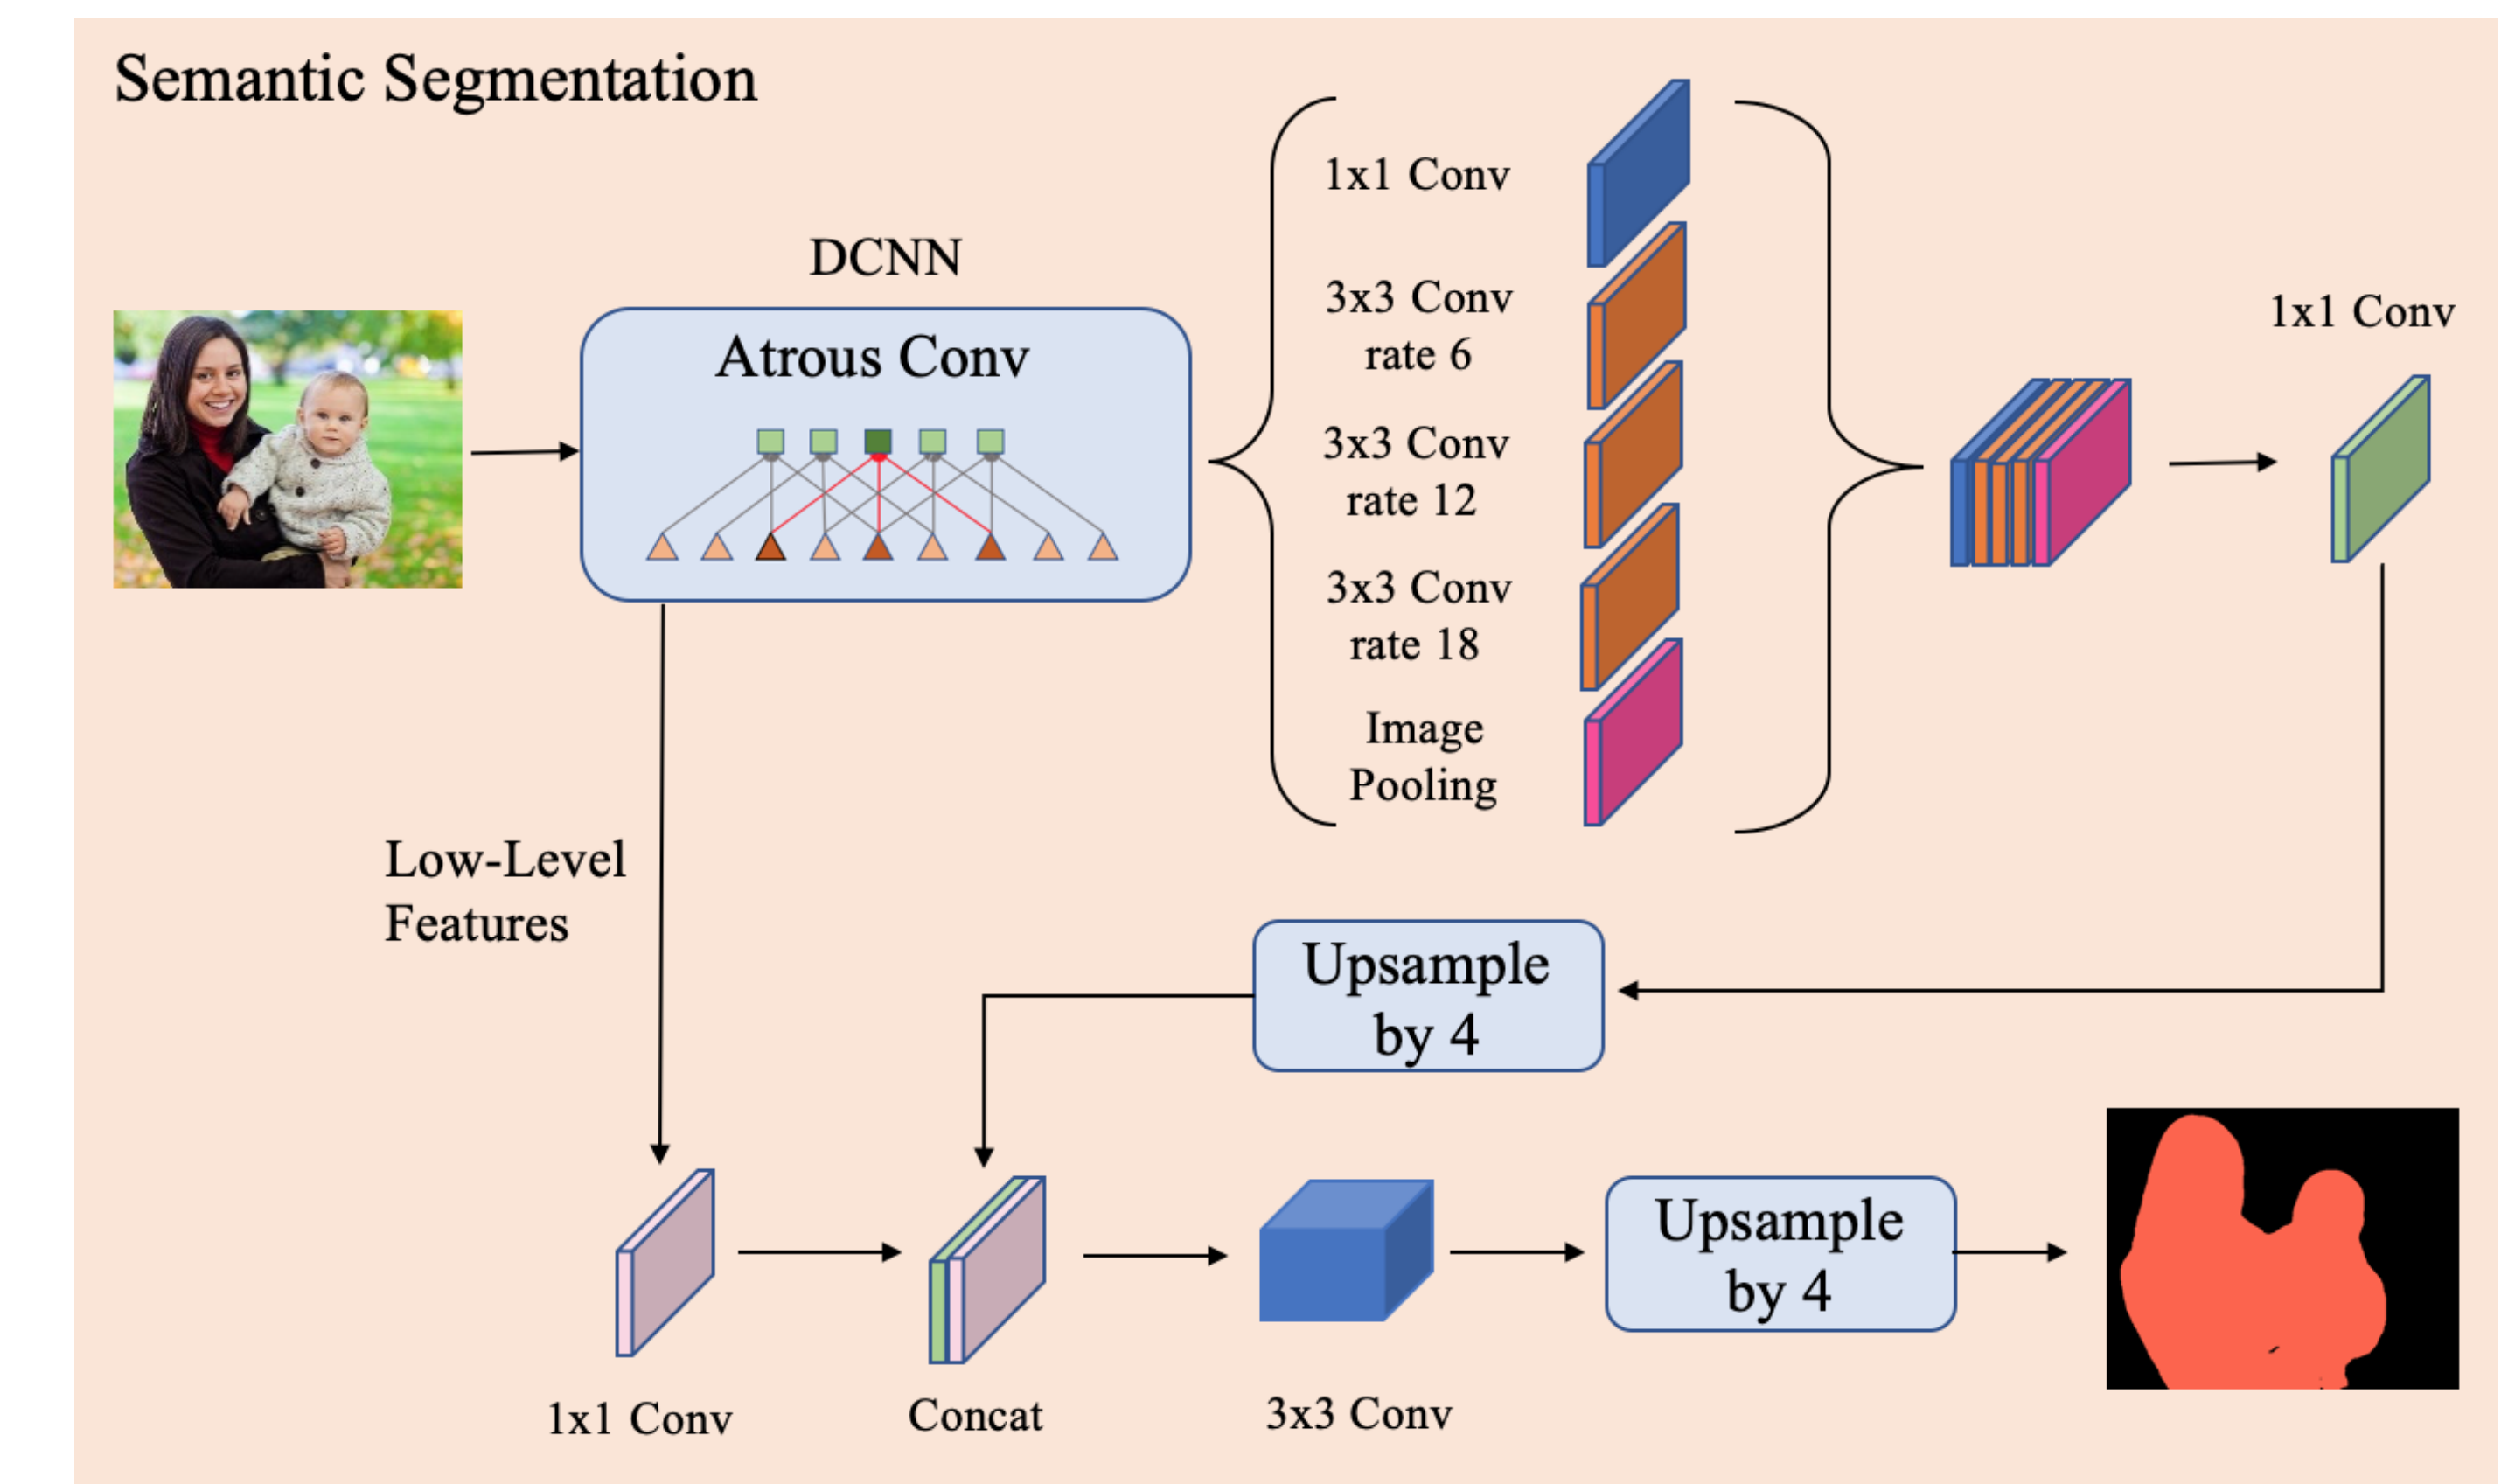 Semantic Segmentation
DCNN
Atrous Conv
1x1 Conv
3x3 Conv
rate 6
3x3 Conv
rate 12
3x3 Conv
rate 18
Image
Pooling
1x1 Conv
Low-Level
Features
Upsample
by 4
Upsample
by 4
1x1 Conv
Concat
3x3 Conv